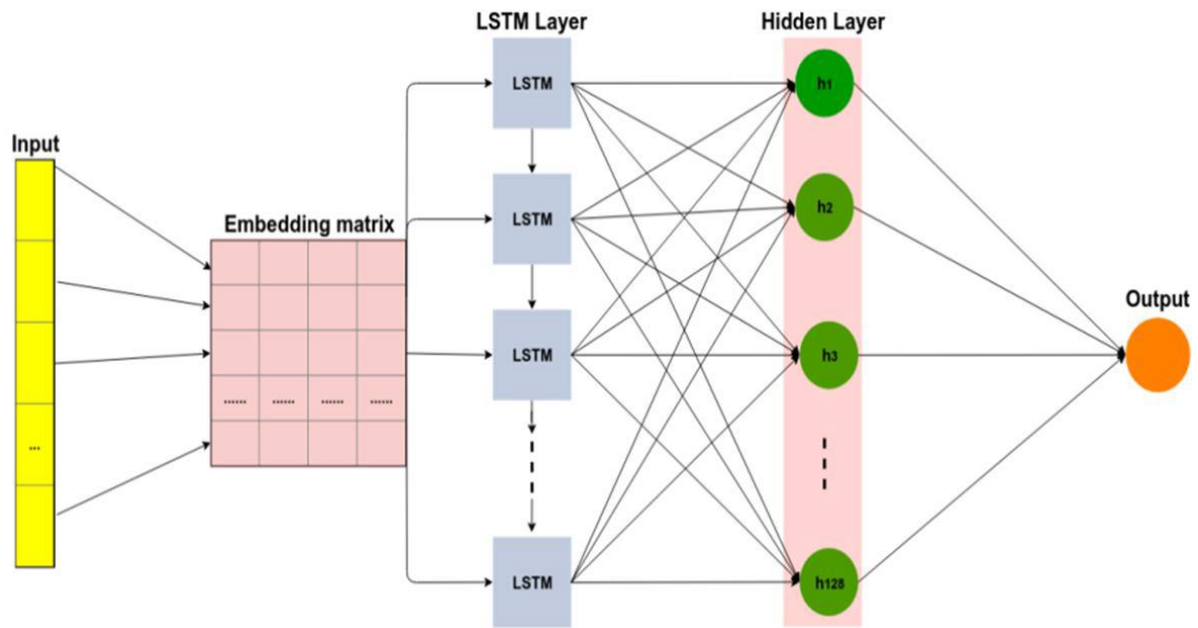 LSTM Layer
Hidden Layer
Input
Embedding matrix
Output
LSTM
LSTM
LSTM
LSTM
h1
h2
h3
h128
...... ...... ...... ......
...